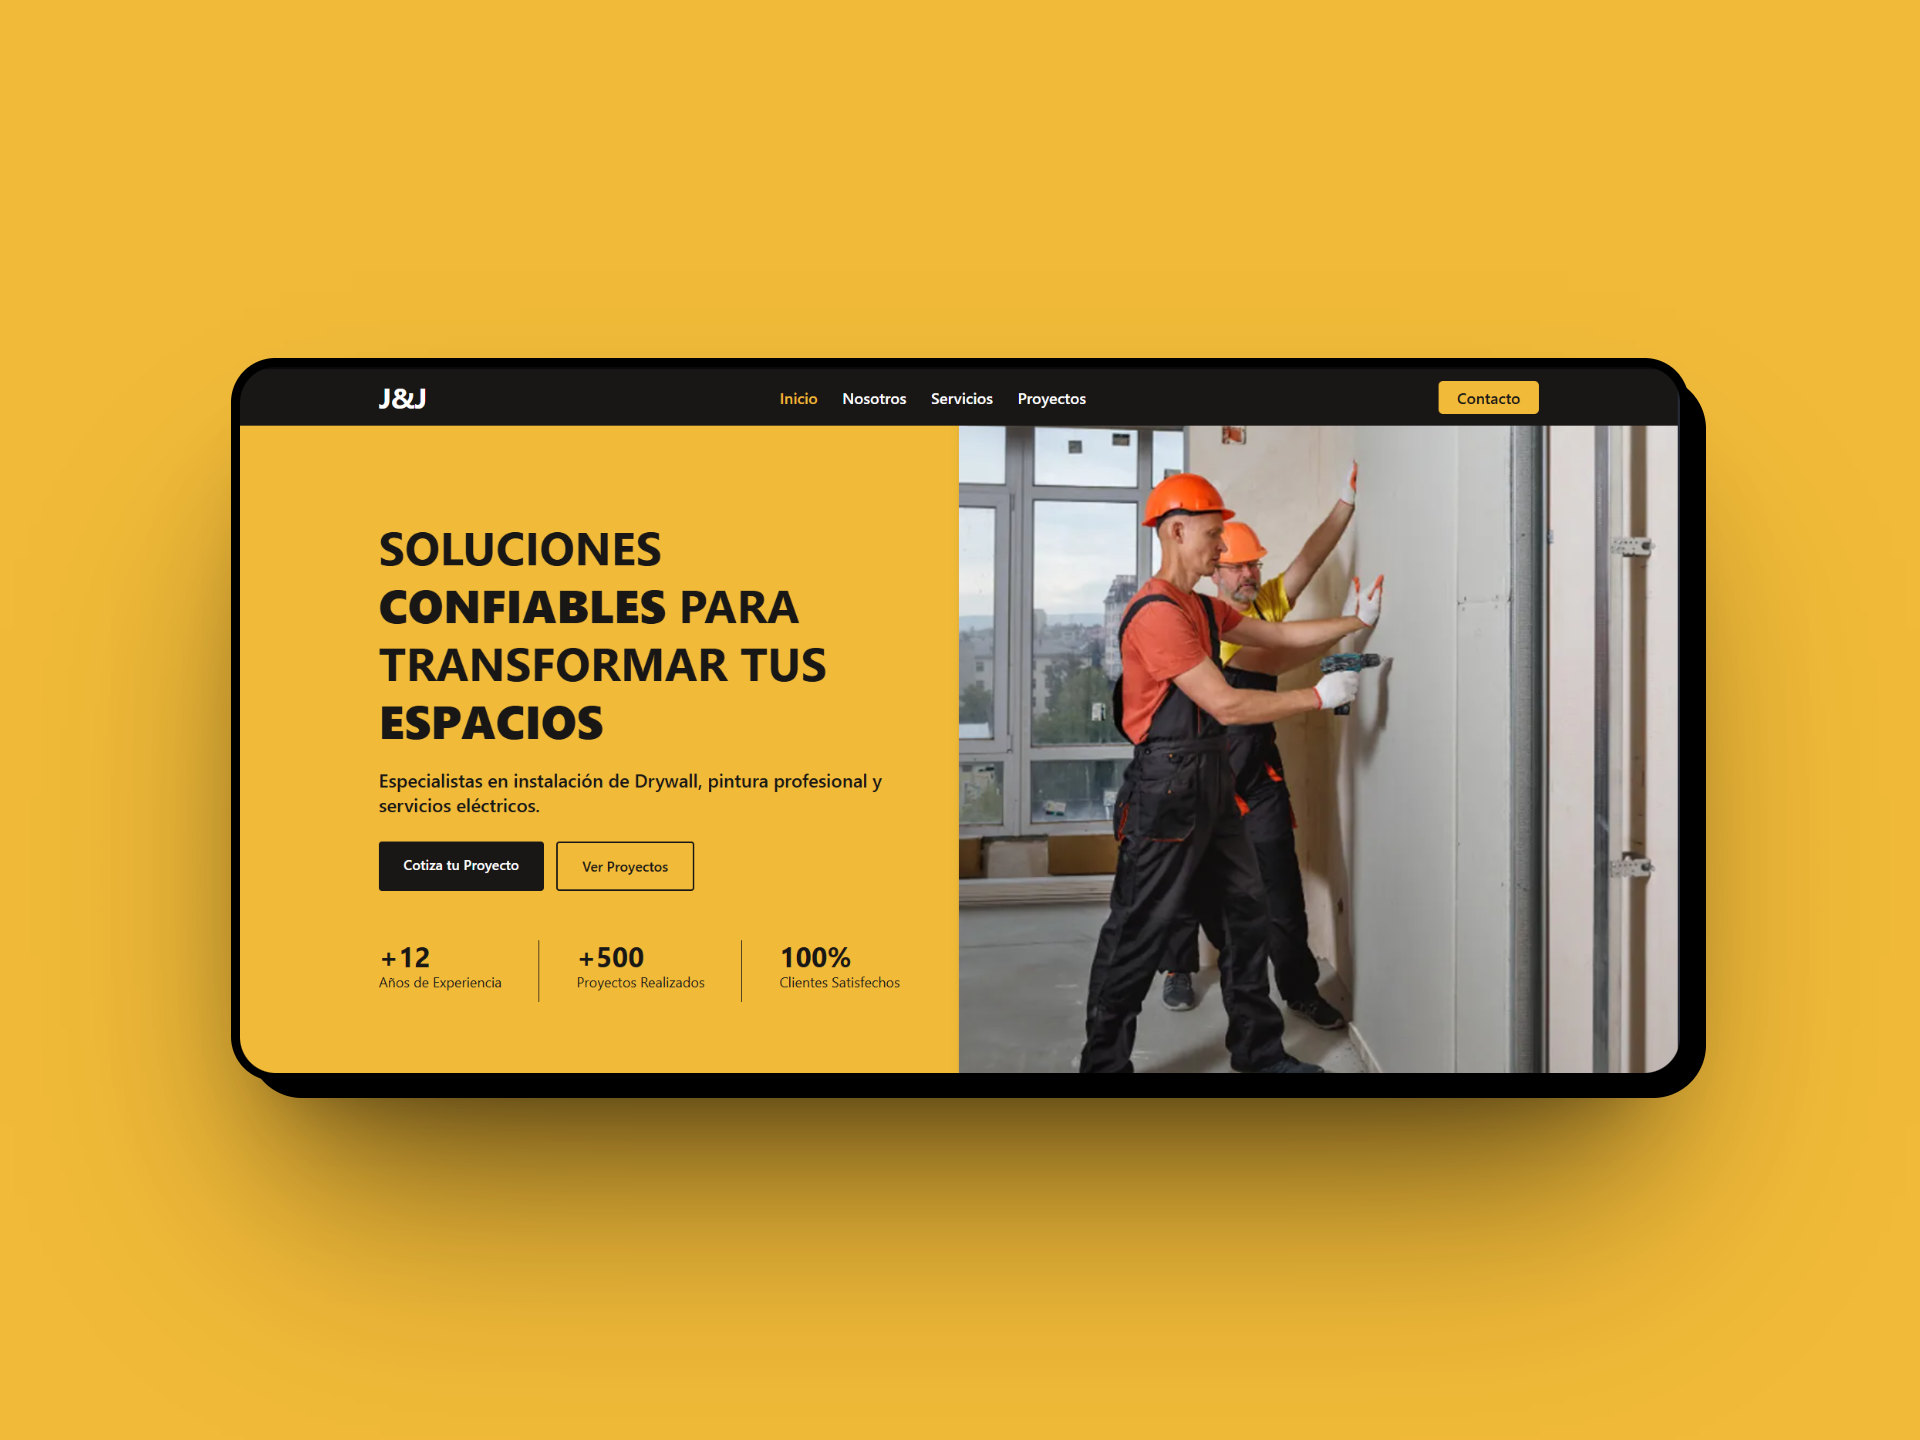 J&J
Inicio Nosotros Servicios Proyectos
Contacto
SOLUCIONES
CONFIABLES PARA
TRANSFORMAR TUS
ESPACIOS
Especialistas en instalación de Drywall, pintura profesional y
servicios eléctricos.
Cotiza tu Proyecto
Ver Proyectos
+12
Años de Experiencia
+500
Proyectos Realizados
100%
Clientes Satisfechos